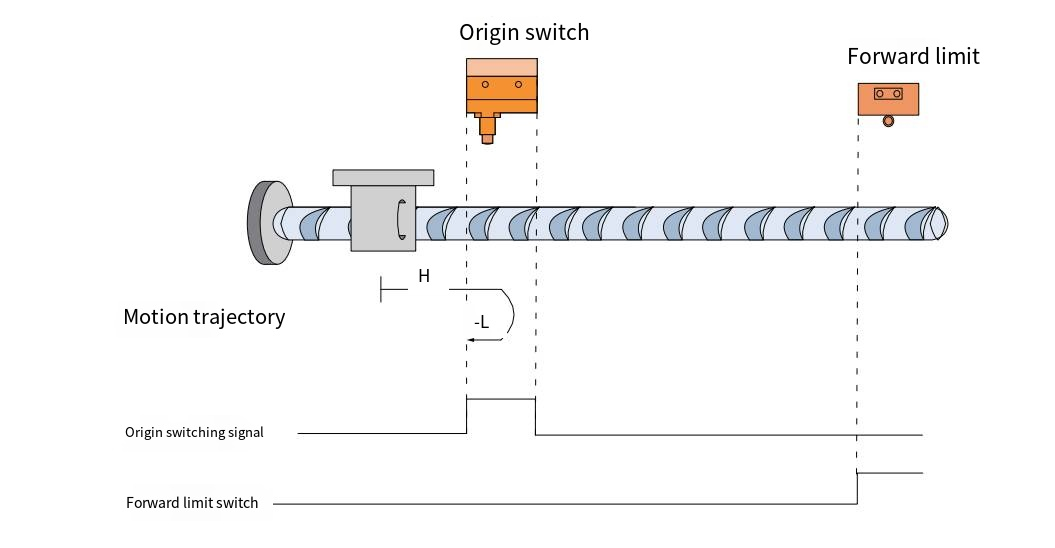 Origin switch
Forward limit
H
Motion trajectory
-L
Origin switching signal
Forward limit switch